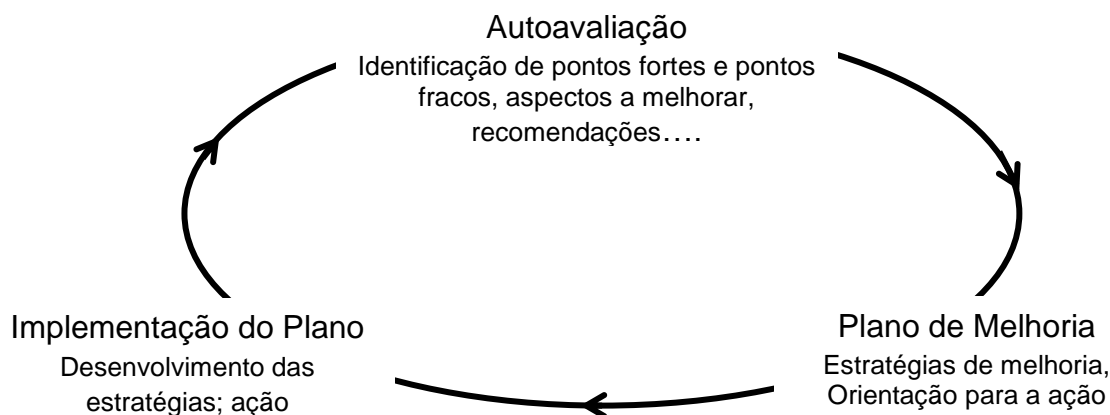 Autoavaliação
Identificação de pontos fortes e pontos
fracos, aspectos a melhorar,
recomendações….
Implementação do Plano
Desenvolvimento das
estratégias; ação
Plano de Melhoria
Estratégias de melhoria,
Orientação para a ação